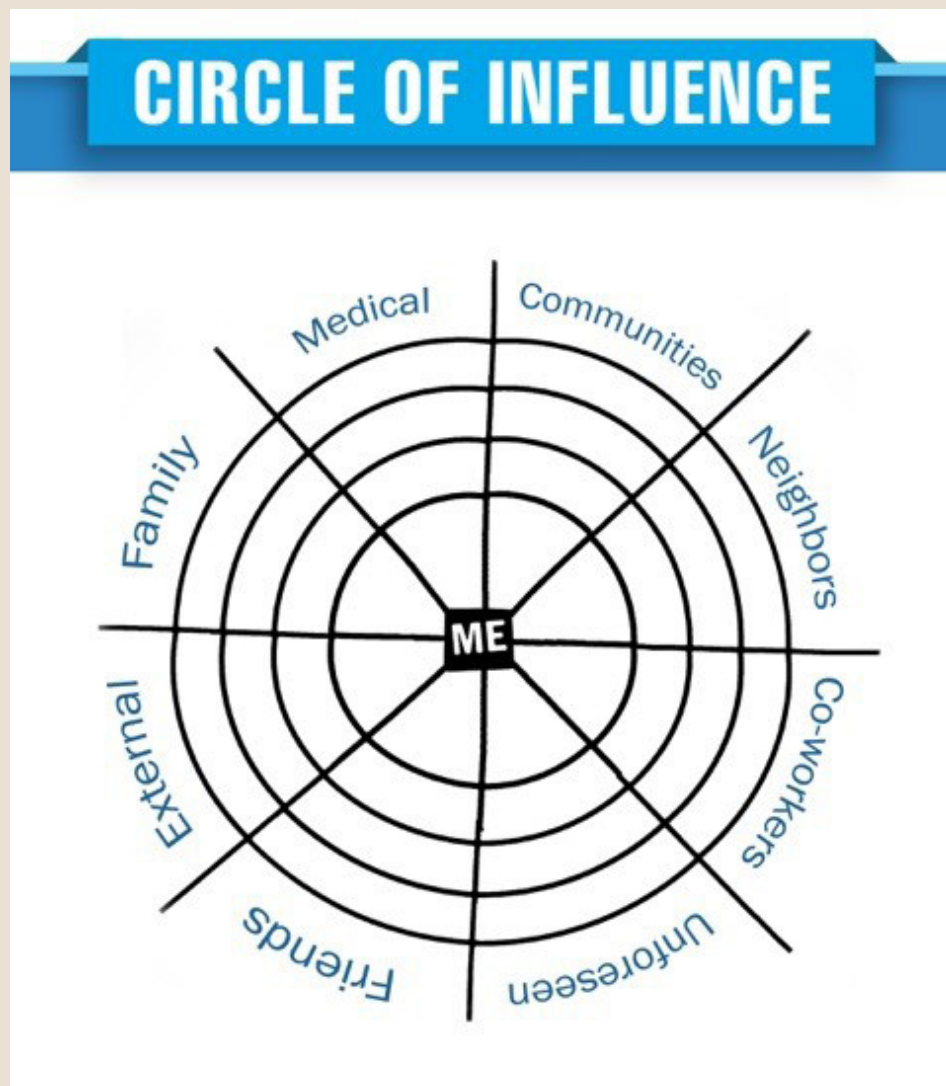 CIRCLE OF INFLUENCE
Medical
Communities
Family
Neighbors
ME
External
Co-workers
Friends
Unforeseen